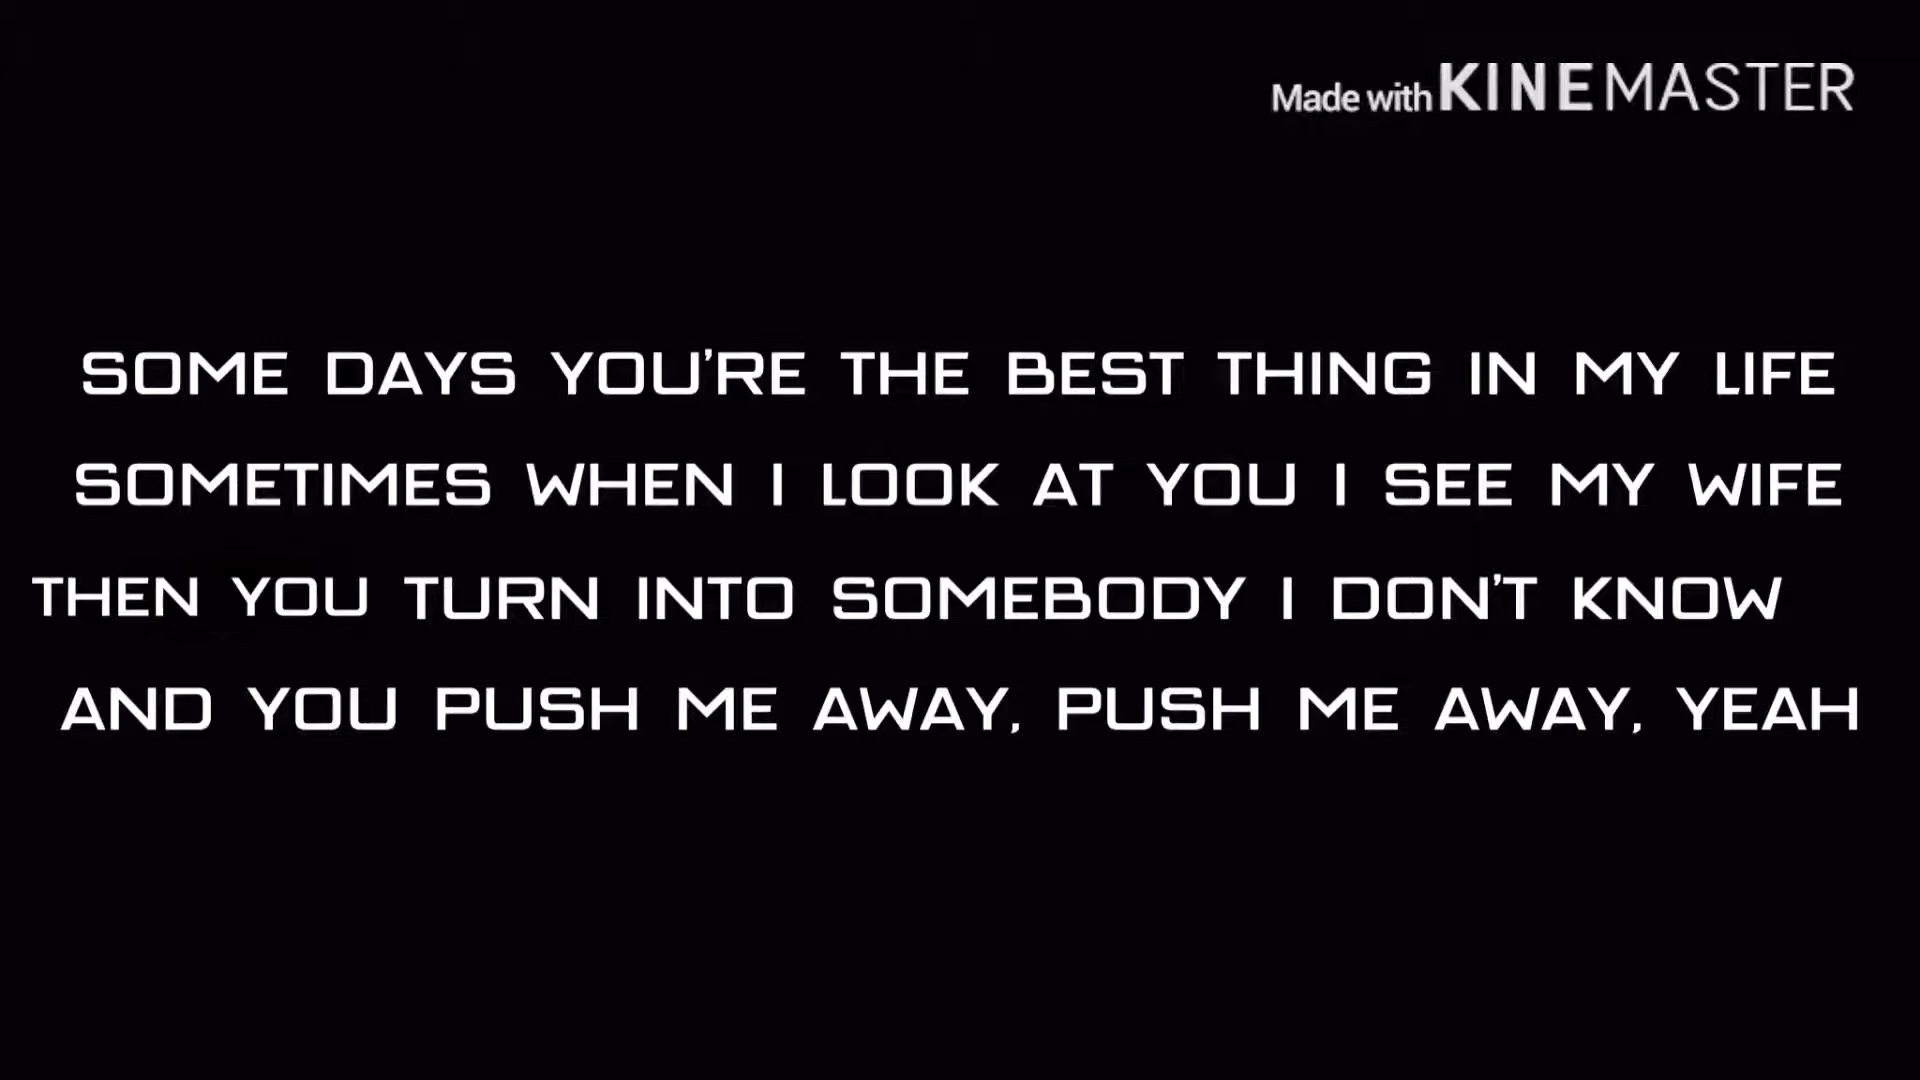 Made with KINEMASTER
SOME DAYS YOU'RE THE BEST THING IN MY LIFE
SOMETIMES WHEN I LOOK AT YOU I SEE MY WIFE
THEN YOU TURN INTO SOMEBODY I DON'T KNOW
AND YOU PUSH ME AWAY, PUSH ME AWAY, YEAH